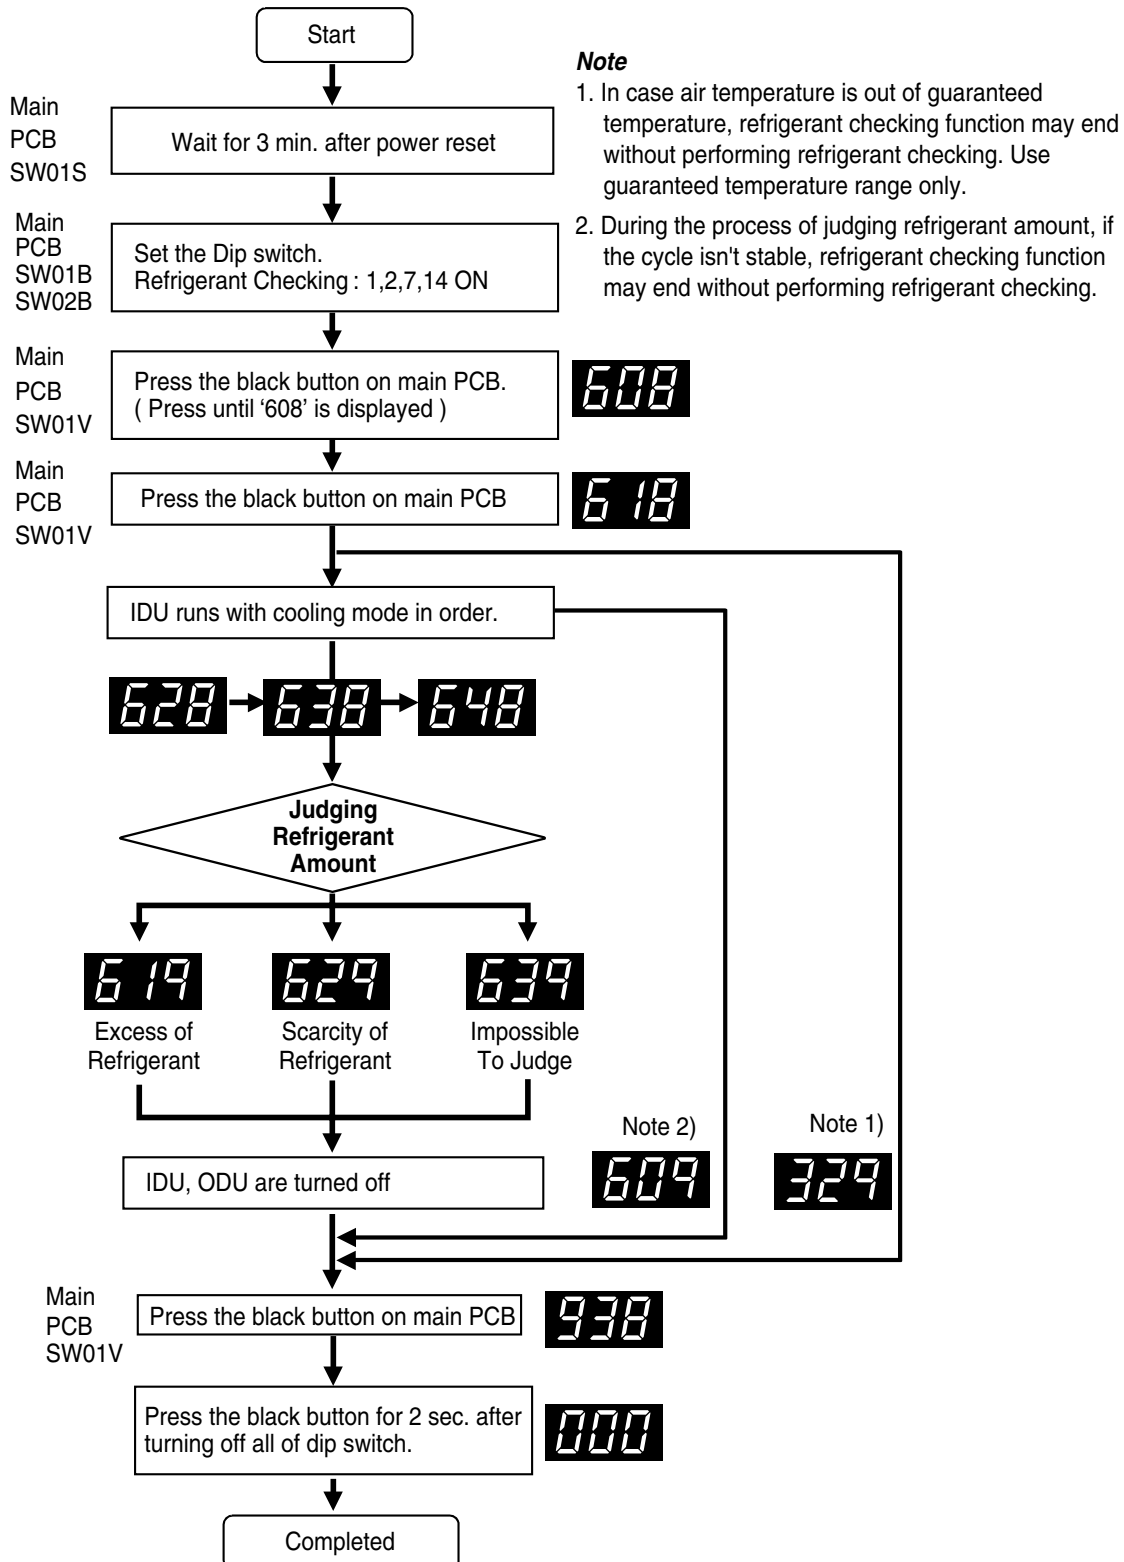 Start
Note
1. In case air temperature is out of guaranteed
temperature, refrigerant checking function may end
without performing refrigerant checking. Use
guaranteed temperature range only.
2. During the process of judging refrigerant amount, if
the cycle isn't stable, refrigerant checking function
may end without performing refrigerant checking.
Main
PCB
SW01S
Wait for 3 min. after power reset
Main
PCB
SW01B
SW02B
Set the Dip switch.
Refrigerant Checking : 1,2,7,14 ON
Main
PCB
SW01V
Press the black button on main PCB.
( Press until ‘608’ is displayed )
608
Main
PCB
SW01V
Press the black button on main PCB
618
IDU runs with cooling mode in order.
628
638
648
Judging
Refrigerant
Amount
619
629
639
Excess of
Refrigerant
Scarcity of
Refrigerant
Impossible
To Judge
Note 2)
609
Note 1)
329
IDU, ODU are turned off
Main
PCB
SW01V
Press the black button on main PCB
938
Press the black button for 2 sec. after
turning off all of dip switch.
000
Completed